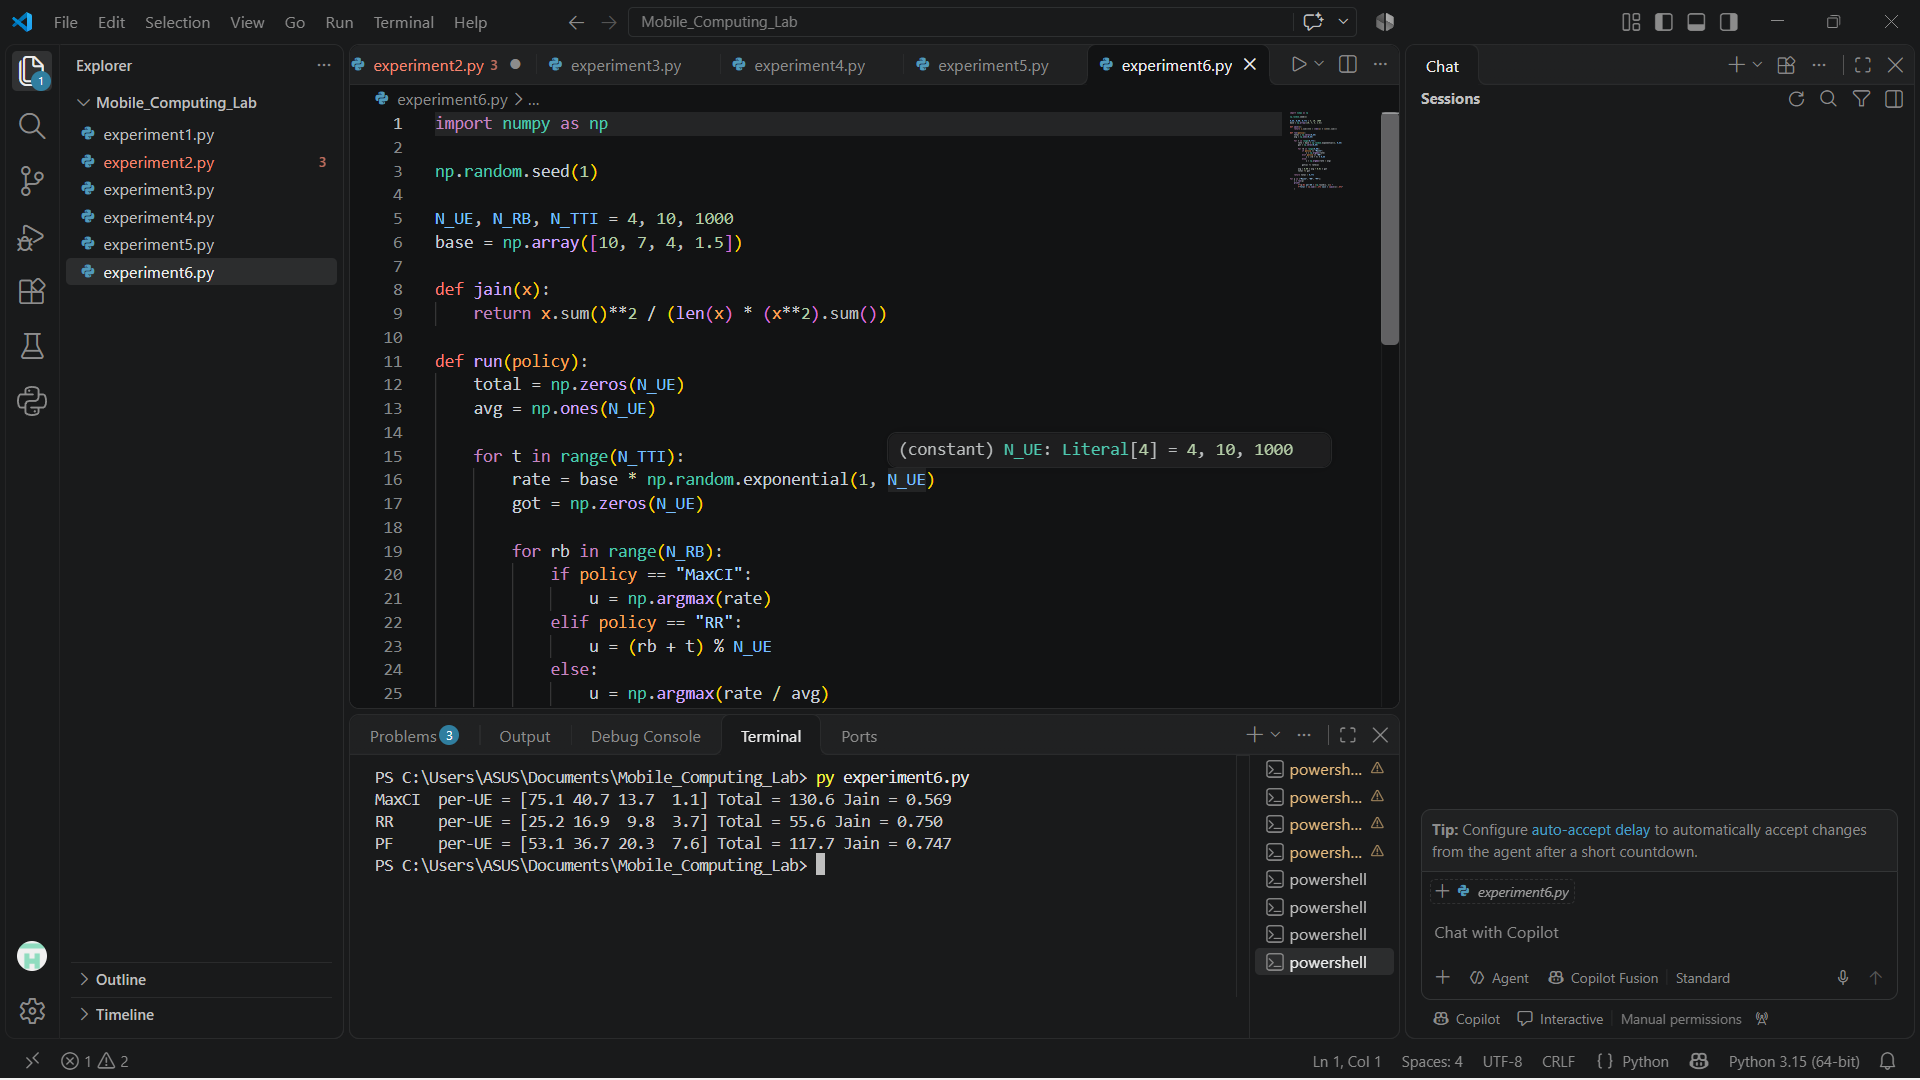 File Edit Selection View Go Run Terminal Help
Mobile_Computing_Lab
Explorer
1
Mobile_Computing_Lab
experiment1.py
experiment2.py 3
experiment3.py
experiment4.py
experiment5.py
experiment6.py
Outline
Timeline
experiment2.py 3 experiment3.py experiment4.py experiment5.py experiment6.py
experiment6.py > ...
1 import numpy as np
2
3 np.random.seed(1)
4
5 N_UE, N_RB, N_TTI = 4, 10, 1000
6 base = np.array([10, 7, 4, 1.5])
7
8 def jain(x):
9 return x.sum()**2 / (len(x) * (x**2).sum())
10
11 def run(policy):
12 total = np.zeros(N_UE)
13 avg = np.ones(N_UE)
14
(constant) N_UE: Literal[4] = 4, 10, 1000
15 for t in range(N_TTI):
16 rate = base * np.random.exponential(1, N_UE)
17 got = np.zeros(N_UE)
18
19 for rb in range(N_RB):
20 if policy == "MaxCI":
21 u = np.argmax(rate)
22 elif policy == "RR":
23 u = (rb + t) % N_UE
24 else:
25 u = np.argmax(rate / avg)
Problems 3 Output Debug Console Terminal Ports
PS C:\Users\ASUS\Documents\Mobile_Computing_Lab> py experiment6.py
MaxCI per-UE = [75.1 40.7 13.7 1.1] Total = 130.6 Jain = 0.569
RR per-UE = [25.2 16.9 9.8 3.7] Total = 55.6 Jain = 0.750
PF per-UE = [53.1 36.7 20.3 7.6] Total = 117.7 Jain = 0.747
PS C:\Users\ASUS\Documents\Mobile_Computing_Lab>
powersh...
powersh...
powersh...
powersh...
powershell
powershell
powershell
powershell
Chat
Sessions
Tip: Configure auto-accept delay to automatically accept changes
from the agent after a short countdown.
experiment6.py
Chat with Copilot
Agent Copilot Fusion Standard
Copilot Interactive Manual permissions
1 2
Ln 1, Col 1 Spaces: 4 UTF-8 CRLF {} Python Python 3.15 (64-bit)